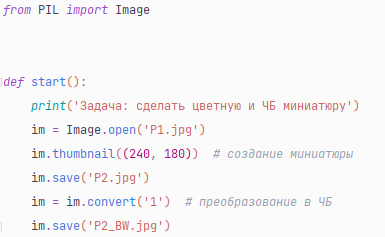 from PIL import Image
def start():
print('Задача: сделать цветную и ЧБ миниатюру')
im = Image.open('P1.jpg')
im.thumbnail((240, 180))  # создание миниатюры
im.save('P2.jpg')
im = im.convert('1')  # преобразование в ЧБ
im.save('P2_BW.jpg')